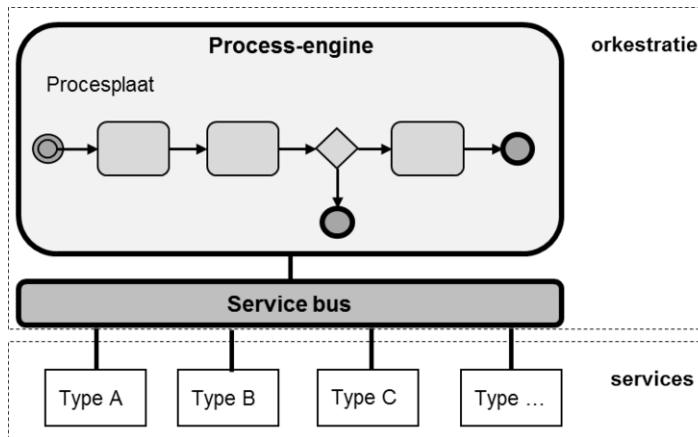 Process-engine
orkestratie
Procesplaat
Service bus
services
Type A
Type B
Type C
Type ...